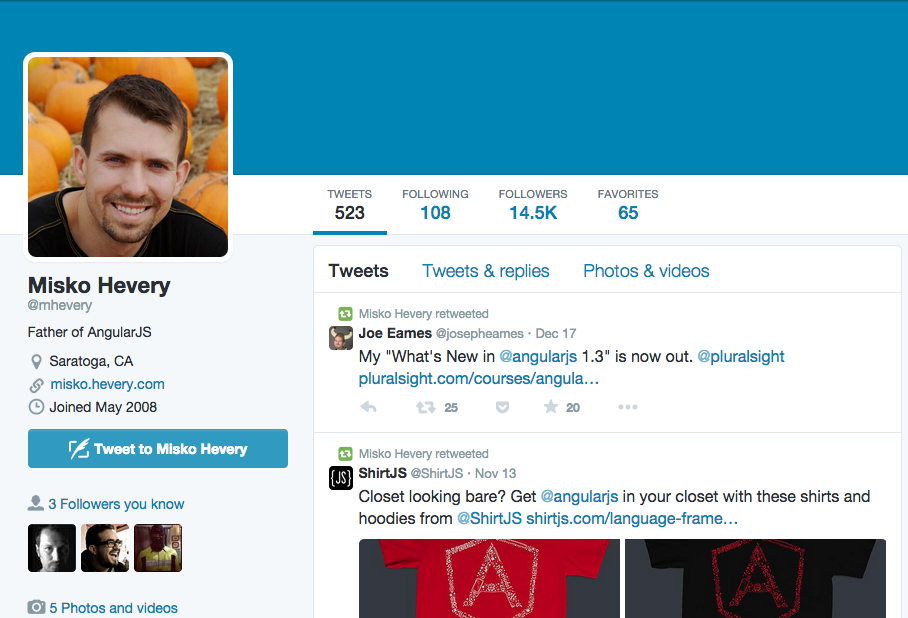 TWEETS
523
FOLLOWING
108
FOLLOWERS
14.5K
FAVORITES
65
Misko Hevery
@mhevery
Father of AngularJS
Saratoga, CA
misko.hevery.com
Joined May 2008
Tweet to Misko Hevery
3 Followers you know
5 Photos and videos
Tweets
Tweets & replies
Photos & videos
Misko Hevery retweeted
Joe Eames @josepheames · Dec 17
My "What's New in @angularjs 1.3" is now out. @pluralsight
pluralsight.com/courses/angula…
25
20
Misko Hevery retweeted
{JS}
ShirtJS @ShirtJS · Nov 13
Closet looking bare? Get @angularjs in your closet with these shirts and
hoodies from @ShirtJS shirtjs.com/language-frame…
A
A